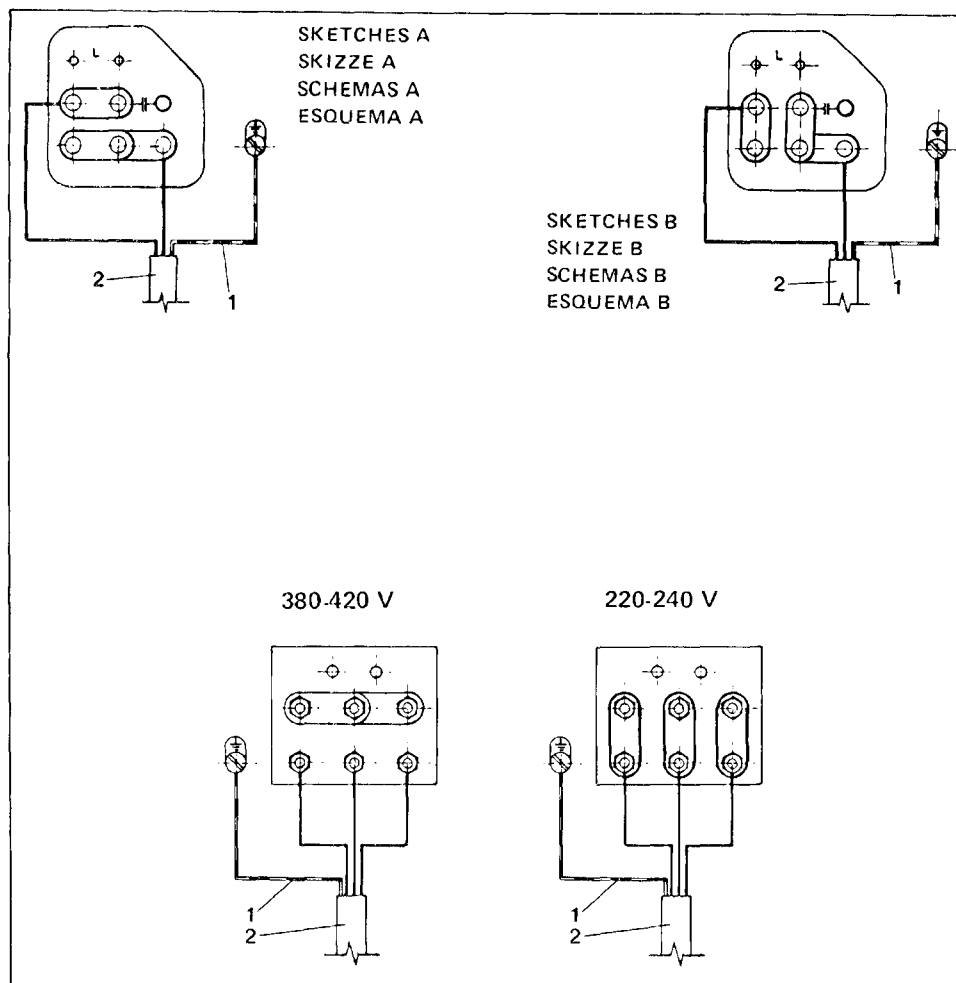 SKETCHES A
SKIZZE A
SCHEMAS A
ESQUEMA A
L
2
1
L
SKETCHES B
SKIZZE B
SCHEMAS B
ESQUEMA B
2
1
380-420 V
220-240 V
1
2
1
2